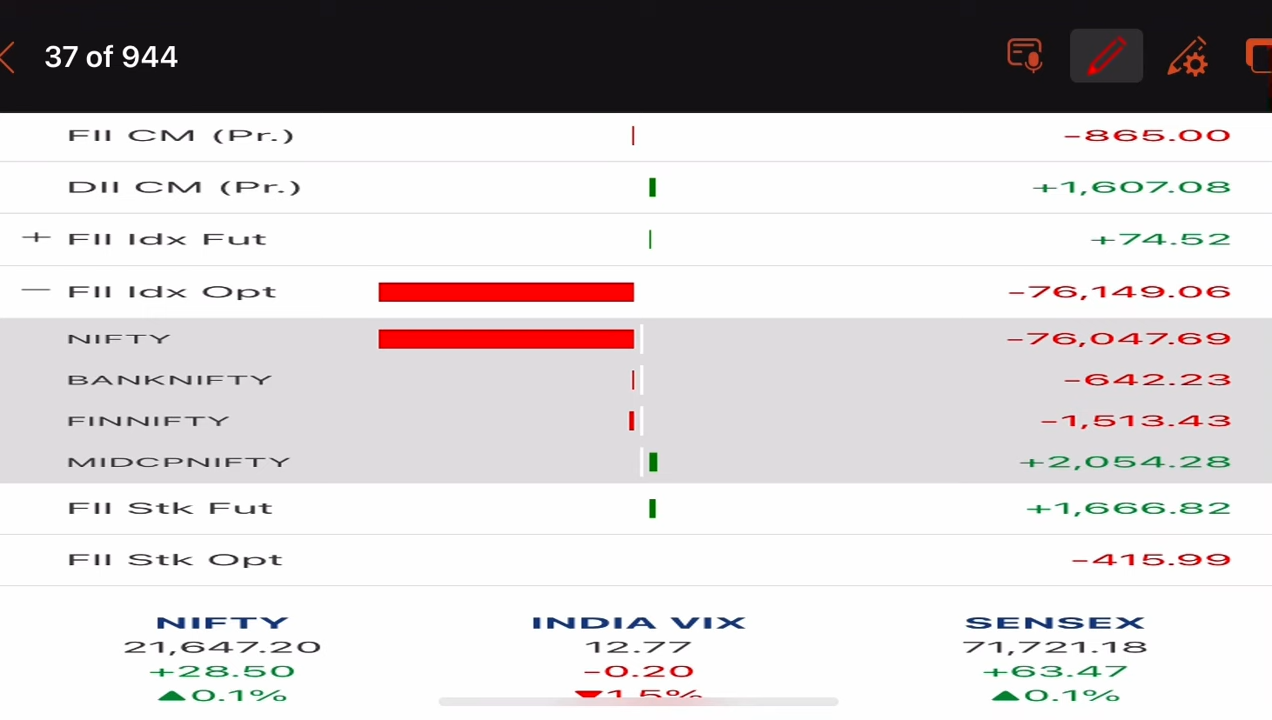 37 of 944
FII CM (Pr.) -865.00
DII CM (Pr.) +1,607.08
+ FII Idx Fut +74.52
— FII Idx Opt -76,149.06
NIFTY -76,047.69
BANKNIFTY -642.23
FINNIFTY -1,513.43
MIDCPNIFTY +2,054.28
FII Stk Fut +1,666.82
FII Stk Opt -415.99
NIFTY INDIA VIX SENSEX
21,647.20 12.77 71,721.18
+28.50 -0.20 +63.47
▲0.1% ▼1.5% ▲0.1%